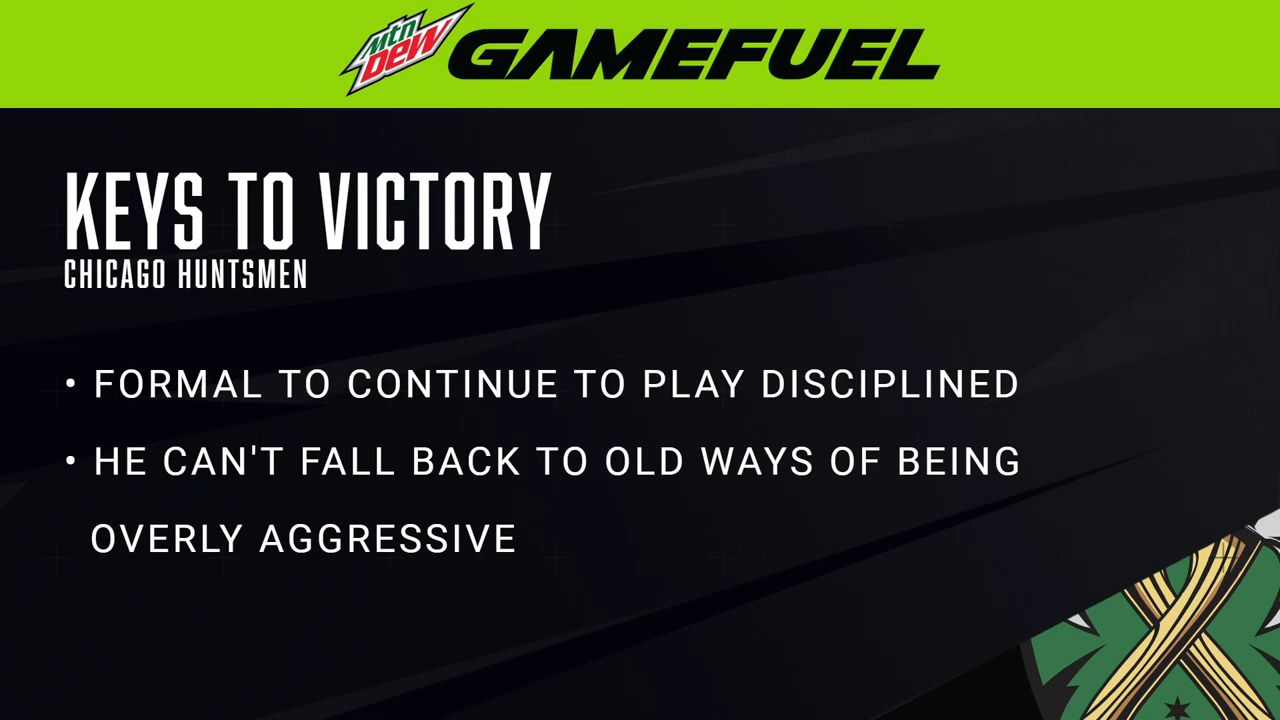 mtn DEW GAMEFUEL
KEYS TO VICTORY
CHICAGO HUNTSMEN
• FORMAL TO CONTINUE TO PLAY DISCIPLINED
• HE CAN'T FALL BACK TO OLD WAYS OF BEING
OVERLY AGGRESSIVE